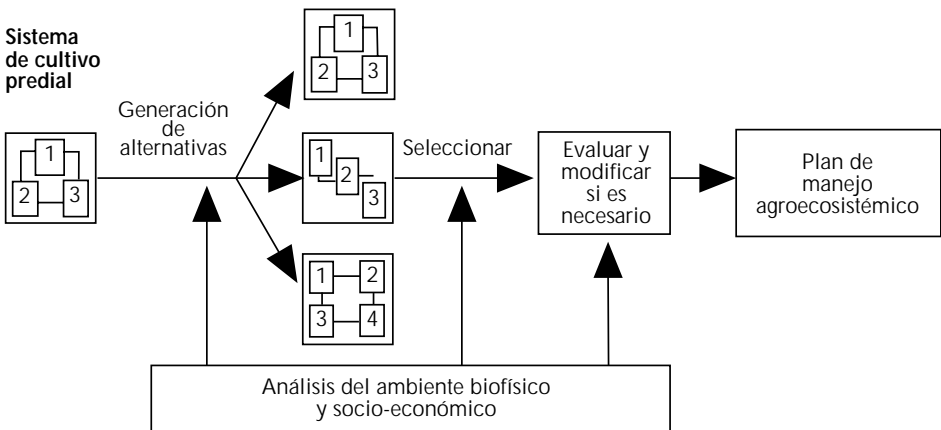 Sistema
de cultivo
predial
1
2 3
Generación
de
alternativas
1
2 3
1
2
3
1 2
3 4
Seleccionar
Evaluar y
modificar
si es
necesario
Plan de
manejo
agroecosistémico
Análisis del ambiente biofísico
y socio-económico